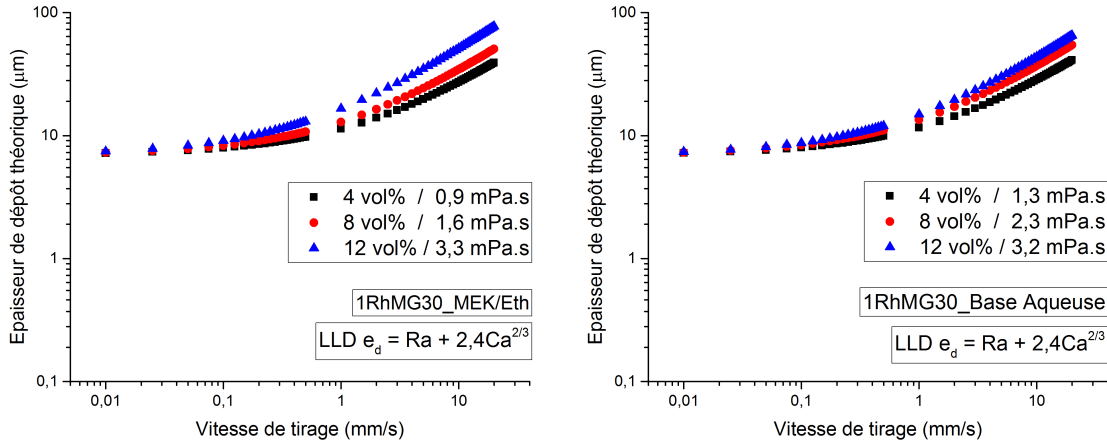 100
10
1
0,1
0,01
0,1
1
10
Epaisseur de dépôt théorique (μm)
Vitesse de tirage (mm/s)
4 vol% / 0,9 mPa.s
8 vol% / 1,6 mPa.s
12 vol% / 3,3 mPa.s
1RhMG30_MEK/Eth
LLD e_d = Ra + 2,4Ca^{2/3}
100
10
1
0,1
0,01
0,1
1
10
Epaisseur de dépôt théorique (μm)
Vitesse de tirage (mm/s)
4 vol% / 1,3 mPa.s
8 vol% / 2,3 mPa.s
12 vol% / 3,2 mPa.s
1RhMG30_Base Aqueuse
LLD e_d = Ra + 2,4Ca^{2/3}